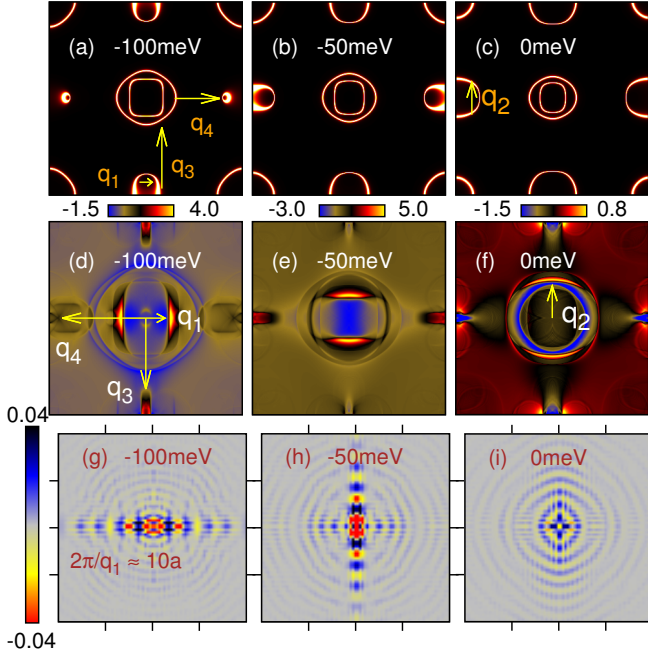 (a) -100meV
(b) -50meV
(c) 0meV
q4
q1
q3
q2
-1.5 4.0
-3.0 5.0
-1.5 0.8
(d) -100meV
(e) -50meV
(f) 0meV
q1
q4
q3
q2
0.04
-0.04
(g) -100meV
(h) -50meV
(i) 0meV
2π/q₁ ≈ 10a